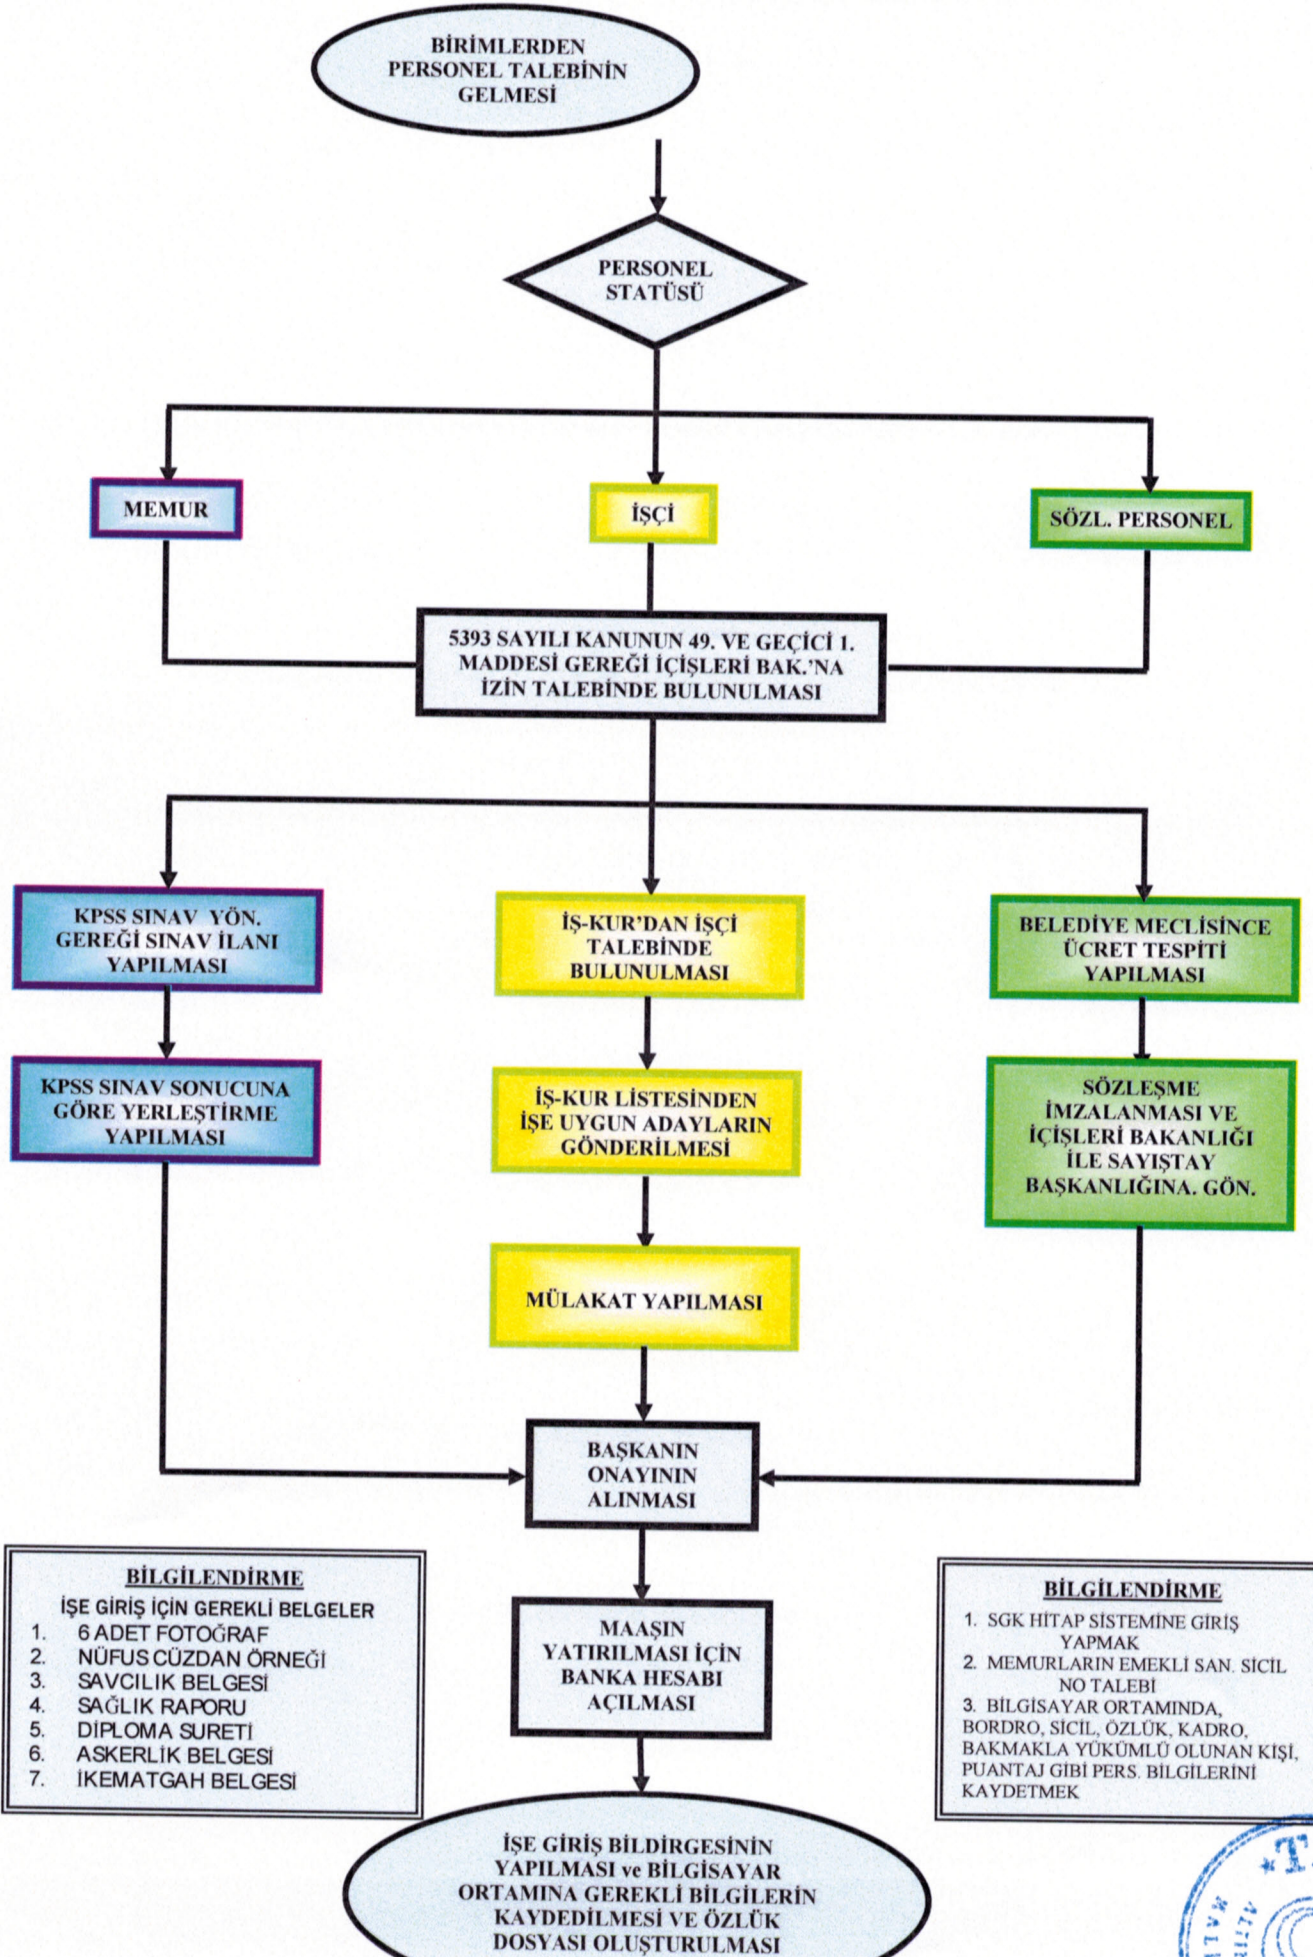 BİRİMLERDEN
PERSONEL TALEBİNİN
GELMESİ
PERSONEL
STATÜSÜ
MEMUR
İŞÇİ
SÖZL. PERSONEL
5393 SAYILI KANUNUN 49. VE GEÇİCİ 1.
MADDESİ GEREĞİ İÇİŞLERİ BAK.'NA
İZİN TALEBİNDE BULUNULMASI
KPSS SINAV YÖN.
GEREĞİ SINAV İLANI
YAPILMASI
İŞ-KUR'DAN İŞÇİ
TALEBİNDE
BULUNULMASI
BELEDİYE MECLİSİNCE
ÜCRET TESPİTİ
YAPILMASI
KPSS SINAV SONUCUNA
GÖRE YERLEŞTİRME
YAPILMASI
İŞ-KUR LİSTESİNDEN
İŞE UYGUN ADAYLARIN
GÖNDERİLMESİ
SÖZLEŞME
İMZALANMASI VE
İÇİŞLERİ BAKANLIĞI
İLE SAYIŞTAY
BAŞKANLIĞINA. GÖN.
MÜLAKAT YAPILMASI
BAŞKANIN
ONAYININ
ALINMASI
BİLGİLENDİRME
İŞE GİRİŞ İÇİN GEREKLİ BELGELER
1. 6 ADET FOTOĞRAF
2. NÜFUS CÜZDAN ÖRNEĞİ
3. SAVCILIK BELGESİ
4. SAĞLIK RAPORU
5. DİPLOMA SURETİ
6. ASKERLİK BELGESİ
7. İKEMATGAH BELGESİ
MAAŞIN
YATIRILMASI İÇİN
BANKA HESABI
AÇILMASI
BİLGİLENDİRME
1. SGK HİTAP SİSTEMİNE GİRİŞ
YAPMAK
2. MEMURLARIN EMEKLİ SAN. SİCİL
NO TALEBİ
3. BİLGİSAYAR ORTAMINDA,
BORDRO, SİCİL, ÖZLÜK, KADRO,
BAKMAKLA YÜKÜMLÜ OLUNAN KİŞİ,
PUANTAJ GİBİ PERS. BİLGİLERİNİ
KAYDETMEK
İŞE GİRİŞ BİLDİRGESİNİN
YAPILMASI ve BİLGİSAYAR
ORTAMINA GEREKLİ BİLGİLERİN
KAYDEDİLMESİ VE ÖZLÜK
DOSYASI OLUŞTURULMASI